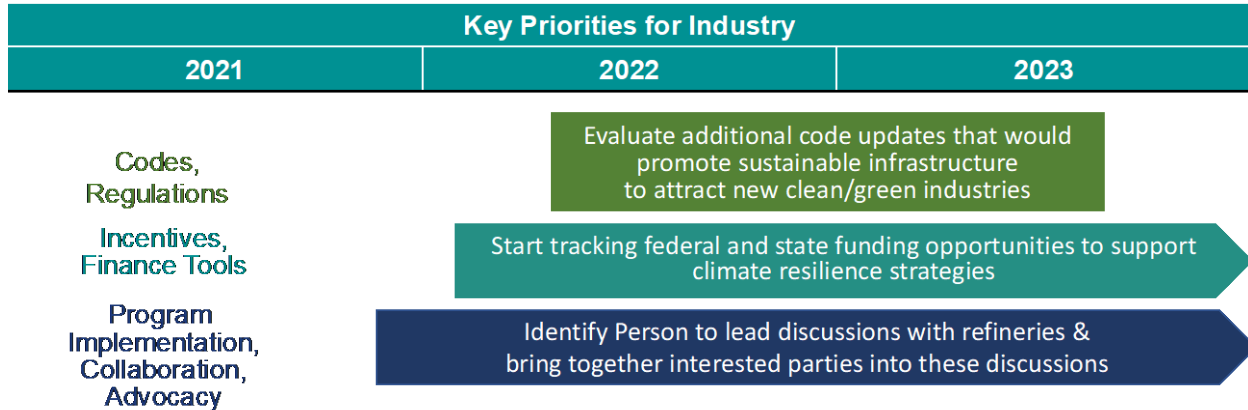 Key Priorities for Industry
2021
2022
2023
Codes,
Regulations
Evaluate additional code updates that would
promote sustainable infrastructure
to attract new clean/green industries
Incentives,
Finance Tools
Start tracking federal and state funding opportunities to support
climate resilience strategies
Program
Implementation,
Collaboration,
Advocacy
Identify Person to lead discussions with refineries &
bring together interested parties into these discussions